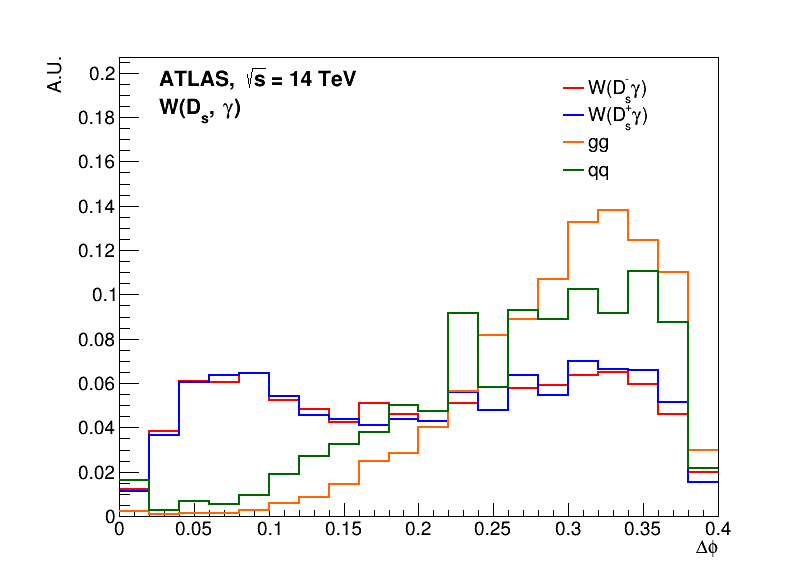 A.U.
ATLAS, √s = 14 TeV
W(Dₛ, γ)
W(Dₛ⁻γ)
W(Dₛ⁺γ)
gg
qq
0.2
0.18
0.16
0.14
0.12
0.1
0.08
0.06
0.04
0.02
0
0 0.05 0.1 0.15 0.2 0.25 0.3 0.35 0.4
Δϕ